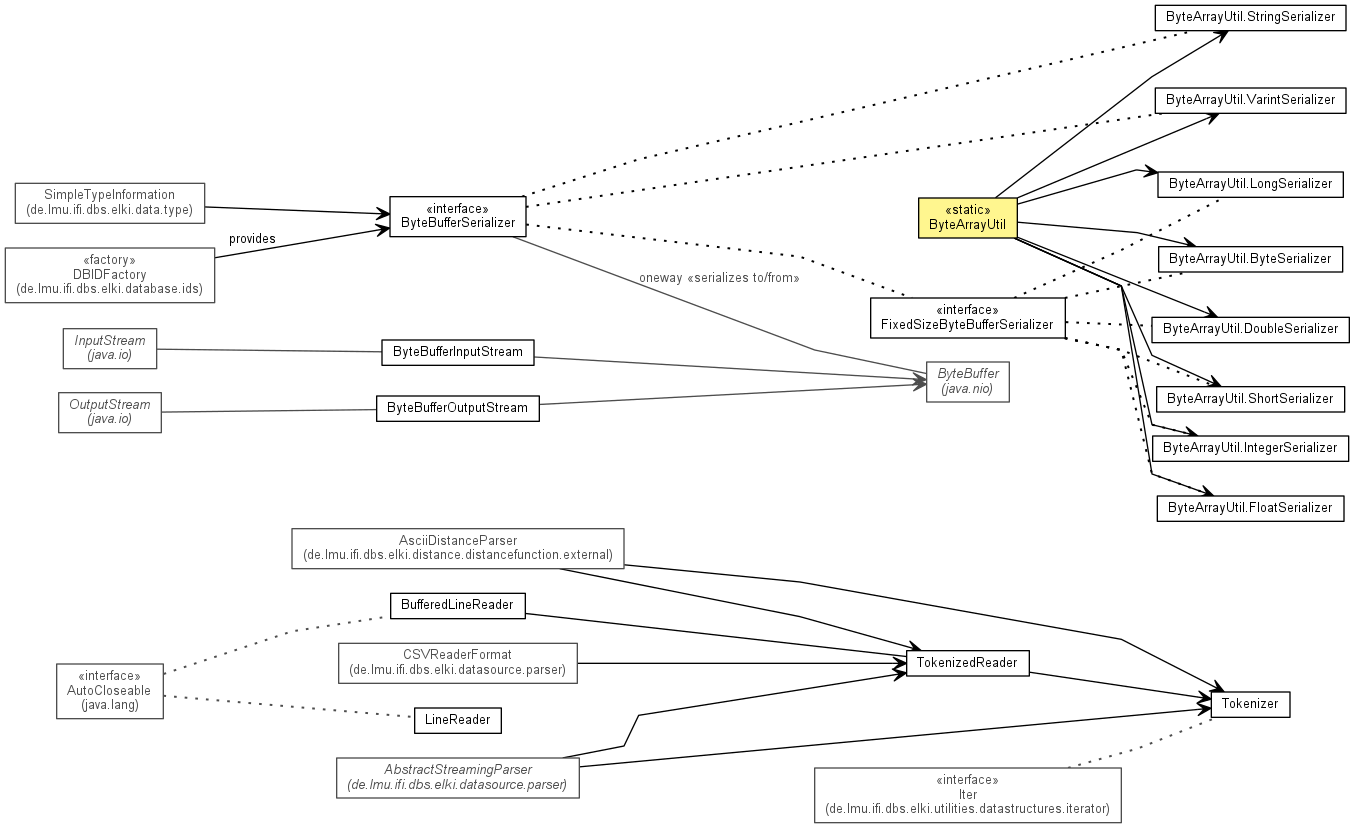 ByteArrayUtil.StringSerializer
ByteArrayUtil.VarintSerializer
ByteArrayUtil.LongSerializer
SimpleTypeInformation
(de.lmu.ifi.dbs.elki.data.type)
«interface»
ByteBufferSerializer
«static»
ByteArrayUtil
provides
ByteArrayUtil.ByteSerializer
«factory»
DBIDFactory
(de.lmu.ifi.dbs.elki.database.ids)
oneway «serializes to/from»
«interface»
FixedSizeByteBufferSerializer
ByteArrayUtil.DoubleSerializer
InputStream
(java.io)
ByteBufferInputStream
ByteBuffer
(java.nio)
ByteArrayUtil.ShortSerializer
OutputStream
(java.io)
ByteBufferOutputStream
ByteArrayUtil.IntegerSerializer
ByteArrayUtil.FloatSerializer
AsciiDistanceParser
(de.lmu.ifi.dbs.elki.distance.distancefunction.external)
BufferedLineReader
CSVReaderFormat
(de.lmu.ifi.dbs.elki.datasource.parser)
TokenizedReader
«interface»
AutoCloseable
(java.lang)
LineReader
Tokenizer
AbstractStreamingParser
(de.lmu.ifi.dbs.elki.datasource.parser)
«interface»
Iter
(de.lmu.ifi.dbs.elki.utilities.datastructures.iterator)